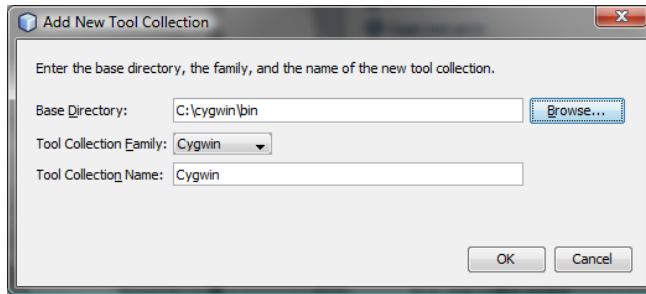 Add New Tool Collection
Enter the base directory, the family, and the name of the new tool collection.
Base Directory: C:\cygwin\bin Browse...
Tool Collection Family: Cygwin
Tool Collection Name: Cygwin
OK Cancel